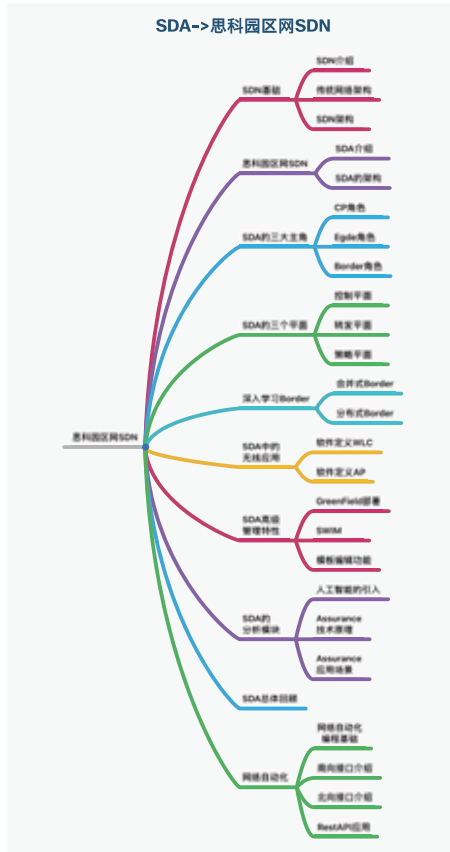 SDA->思科园区网SDN
SDN介绍
SDN基础
传统网络架构
SDN架构
SDA介绍
思科园区网SDN
SDA的架构
CP角色
SDA的三大主角
Egde角色
Border角色
控制平面
SDA的三个平面
转发平面
策略平面
合并式Border
深入学习Border
分布式Border
思科园区网SDN
软件定义WLC
SDA中的
无线应用
软件定义AP
GreenField部署
SDA高级
管理特性
SWIM
模板编辑功能
人工智能的引入
SDA的
分析模块
Assurance
技术原理
Assurance
应用场景
SDA总体回顾
网络自动化
编程基础
网络自动化
南向接口介绍
北向接口介绍
RestAPI应用